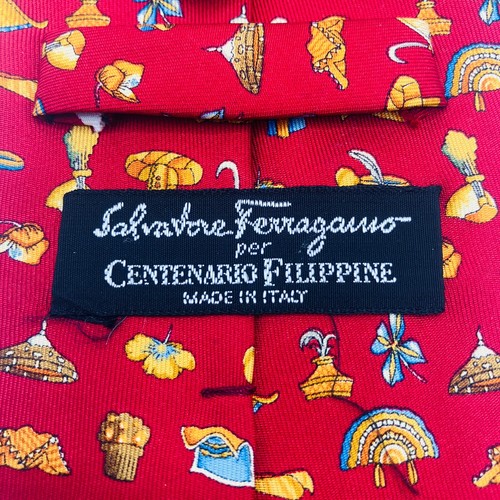 Salvatore Ferragamo
per
CENTENARIO FILIPPINE
MADE IN ITALY